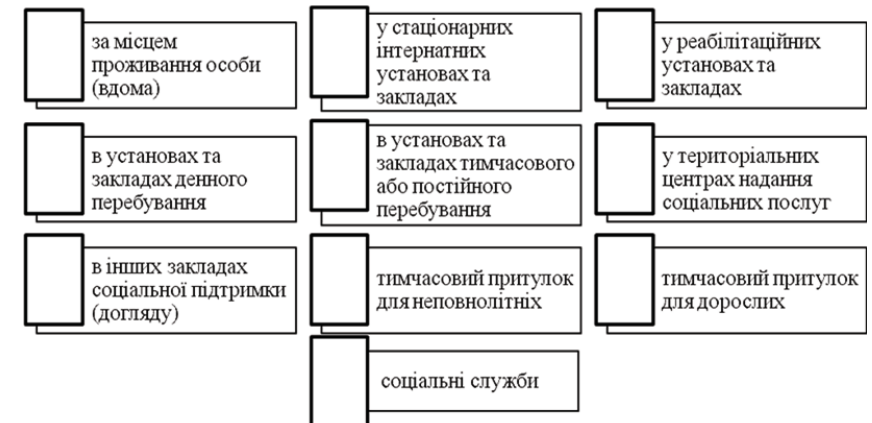 за місцем
проживання особи
(вдома)
у стаціонарних
інтернатних
установах та
закладах
у реабілітаційних
установах та
закладах
в установах та
закладах денного
перебування
в установах та
закладах тимчасового
або постійного
перебування
у територіальних
центрах надання
соціальних послуг
в інших закладах
соціальної підтримки
(догляду)
тимчасовий притулок
для неповнолітніх
тимчасовий притулок
для дорослих
соціальні служби